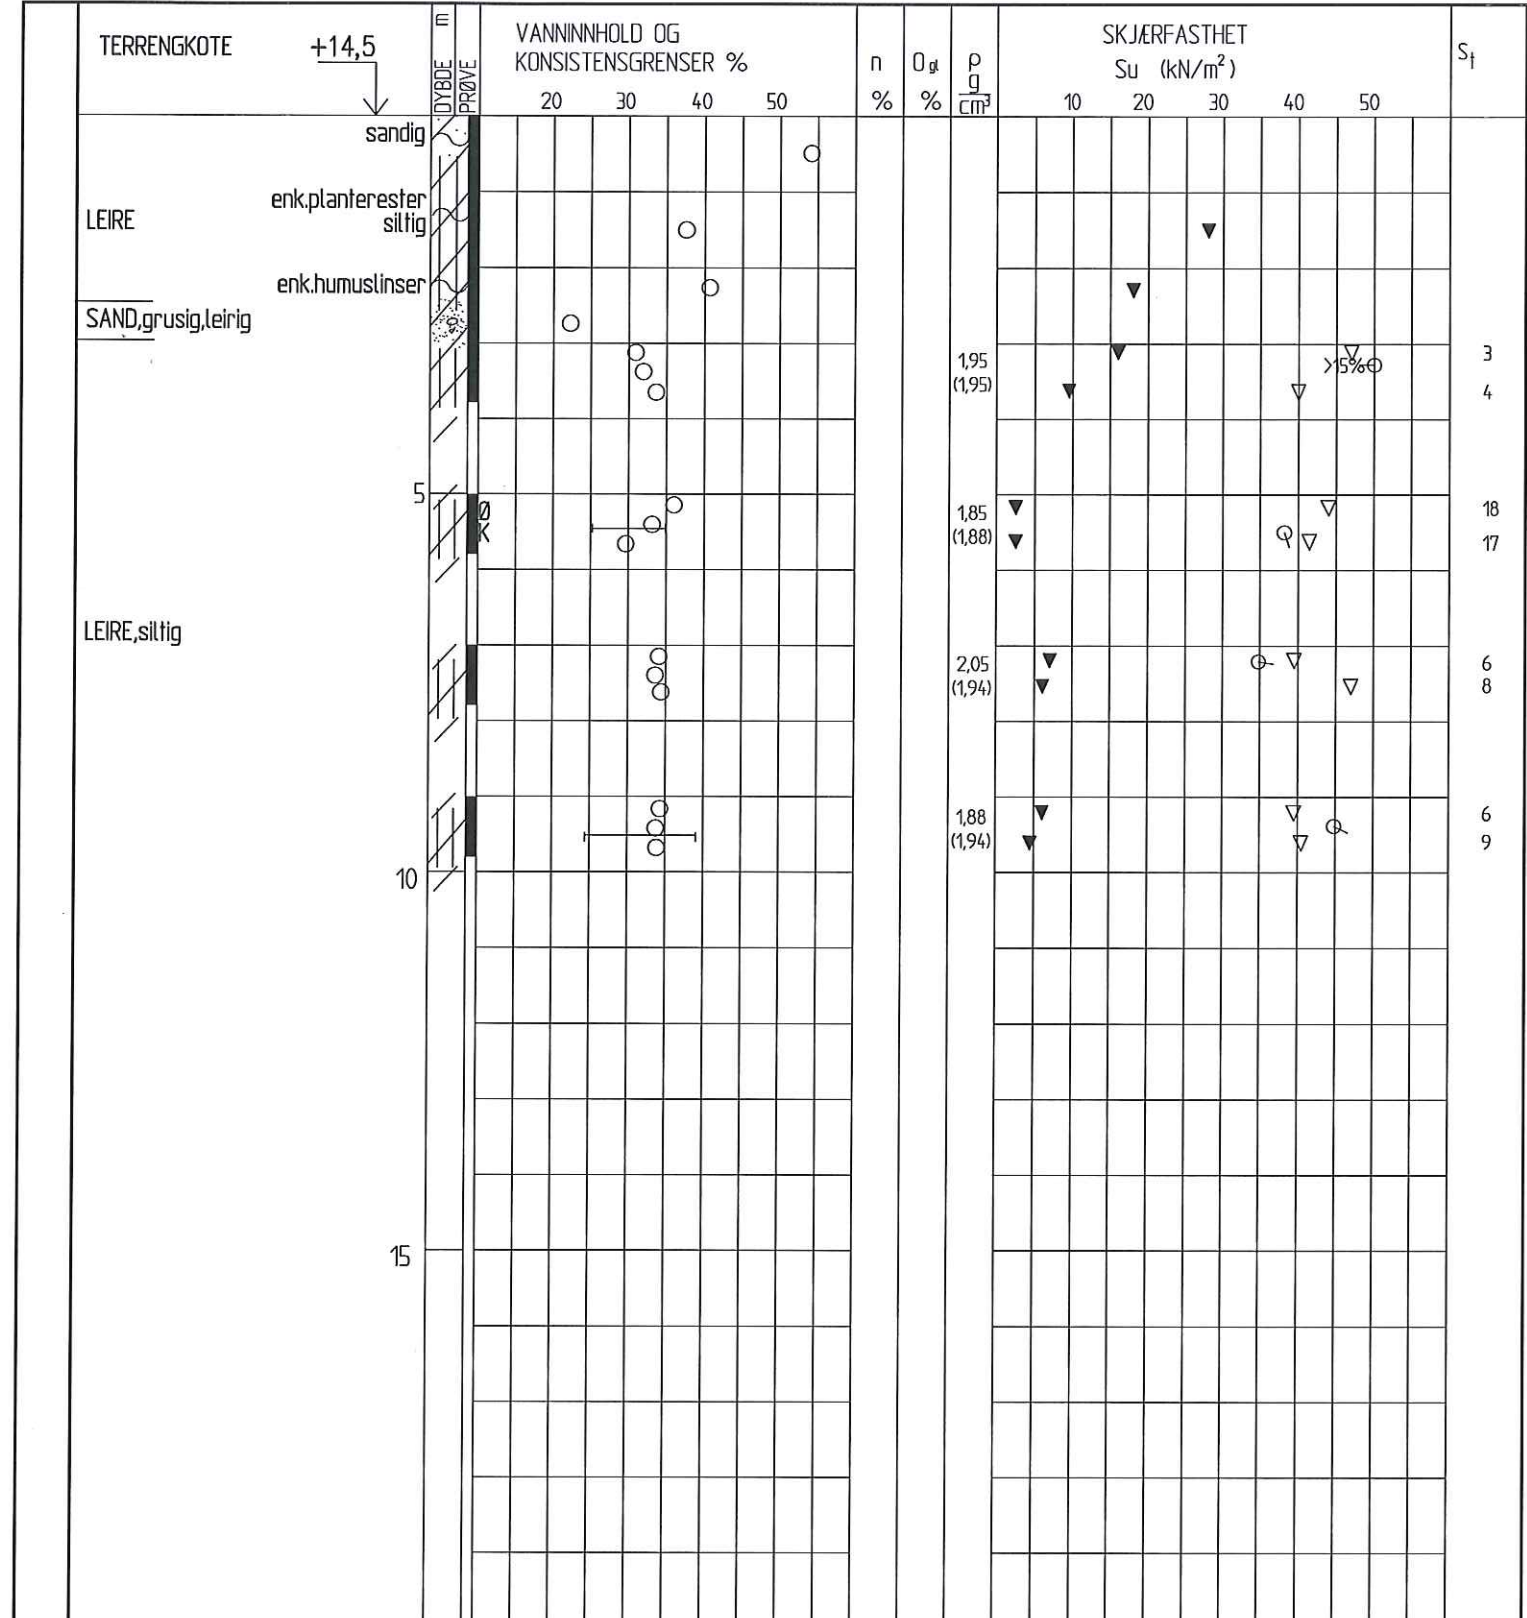 TERRENGKOTE +14,5
m
DYBDE
PRØVE
VANNINNHOLD OG
KONSISTENSGRENSER %
20 30 40 50
n
%
O gl
%
ρ
g
cm³
SKJÆRFASTHET
Su (kN/m²)
10 20 30 40 50
St
sandig
enk.planterester
LEIRE siltig
enk.humuslinser
SAND,grusig,leirig
1,95 3
>15%
(1,95) 4
5
Ø 1,85 18
K (1,88) 17
LEIRE,siltig
2,05 6
(1,94) 8
1,88 6
(1,94) 9
10
15